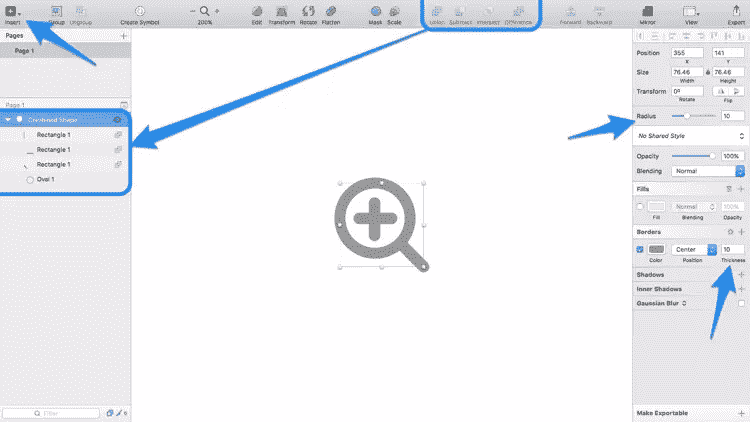 Insert
Group
Ungroup
Create Symbol
200%
Edit
Transform
Rotate
Flatten
Mask
Scale
Union
Subtract
Intersect
Difference
Forward
Backward
Mirror
View
Export
Pages
Page 1
Page 1
Combined Shape
Rectangle 1
Rectangle 1
Rectangle 1
Oval 1
Filter
6
Position 355 141
X Y
Size 76.46 76.46
Width Height
Transform 0º
Rotate Flip
Radius 10
No Shared Style
Opacity 100%
Blending Normal
Fills
Normal 100%
Fill Blending Opacity
Borders
Center 10
Color Position Thickness
Shadows
Inner Shadows
Gaussian Blur
Make Exportable